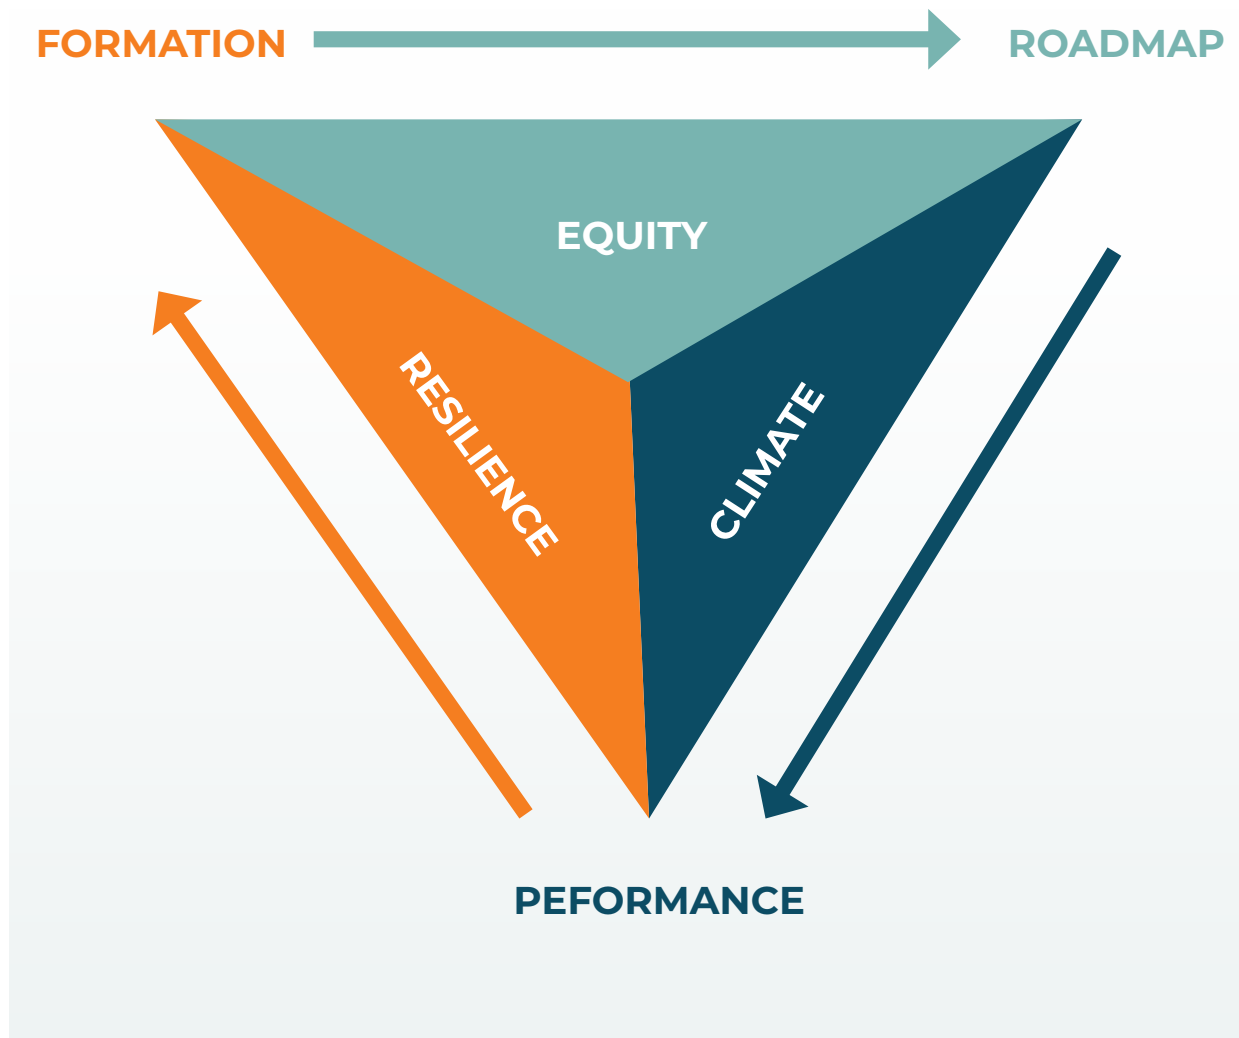 FORMATION
ROADMAP
EQUITY
RESILIENCE
CLIMATE
PEFORMANCE